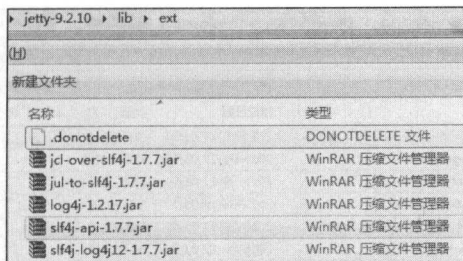 jetty-9.2.10 ▸ lib ▸ ext
(H)
新建文件夹
名称 类型
.donotdelete DONOTDELETE 文件
jcl-over-slf4j-1.7.7.jar WinRAR 压缩文件管理器
jul-to-slf4j-1.7.7.jar WinRAR 压缩文件管理器
log4j-1.2.17.jar WinRAR 压缩文件管理器
slf4j-api-1.7.7.jar WinRAR 压缩文件管理器
slf4j-log4j12-1.7.7.jar WinRAR 压缩文件管理器